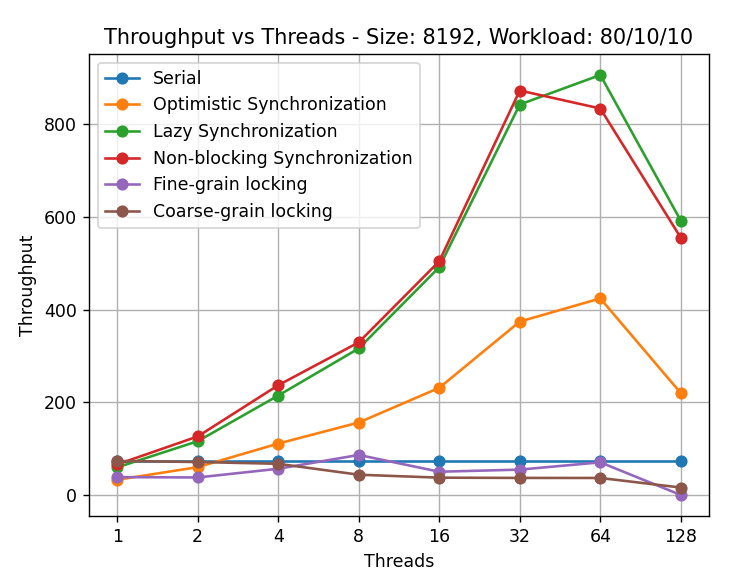 Throughput vs Threads - Size: 8192, Workload: 80/10/10
Serial
Optimistic Synchronization
Lazy Synchronization
Non-blocking Synchronization
Fine-grain locking
Coarse-grain locking
800
600
400
200
0
Throughput
1 2 4 8 16 32 64 128
Threads